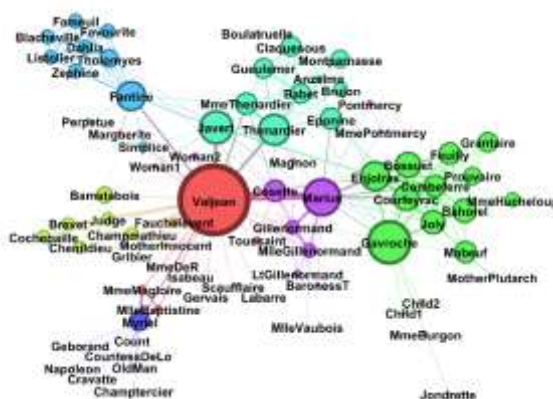 Fameuil
Blacheville
Favourite
Dahlia
Listolier
Tholomyes
Zephine
Fantine
Perpetue
Margberite
Simplice
Woman1
Woman2
Boulatruelle
Claquesous
Gueulemer
Montparnasse
Anzelma
Babet
Brujon
Pontmercy
MmeThenardier
Eponine
MmePontmercy
Javert
Thenardier
Magnon
Grantaire
Feuilly
Bossuet
Enjolras
Prouvaire
Combeferre
MmeHucheloup
Courfeyrac
Bahorel
Joly
Gavroche
Mabeuf
MotherPlutarch
Valjean
Cosette
Marius
Bamatabois
Brevet
Judge
Fauchelevent
Champmathieu
Cochepaille
Chenildieu
MotherInnocent
Gribier
Toussaint
Gillenormand
MlleGillenormand
MmeDeR
Isabeau
LtGillenormand
Scaufflaire
BaronessT
MmeMagloire
Gervais
Labarre
MlleBaptistine
Myriel
Child2
Child1
MmeBurgon
MlleVaubois
Count
Geborand
CountessDeLo
Napoleon
OldMan
Cravatte
Champtercier
Jondrette